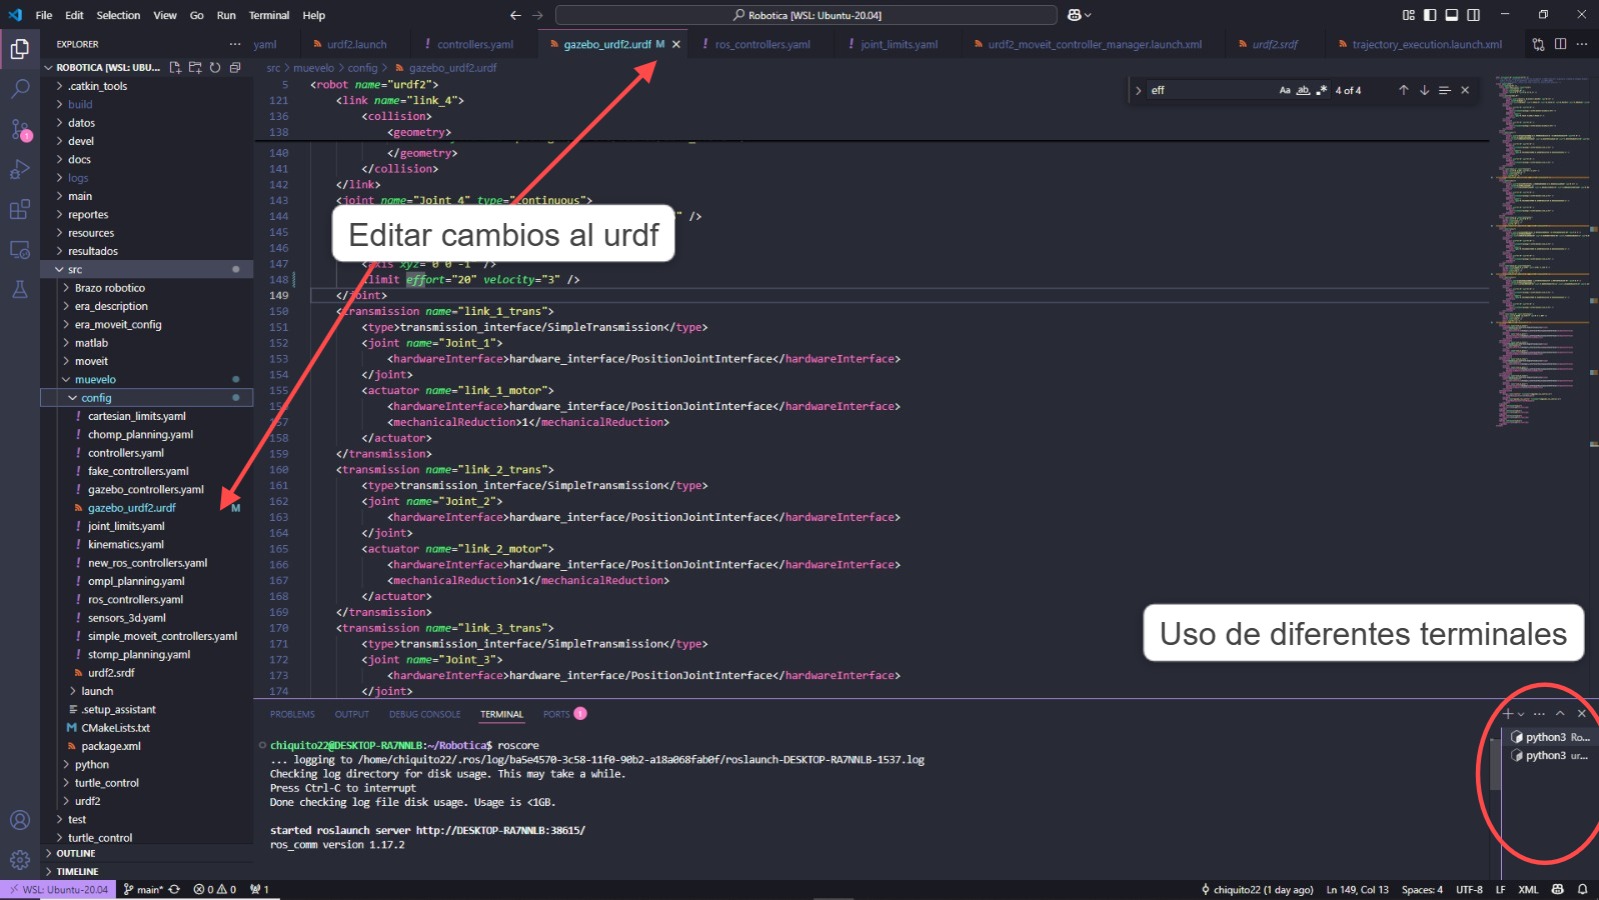 File Edit Selection View Go Run Terminal Help
Robotica [WSL: Ubuntu-20.04]
EXPLORER
yaml urdf2.launch controllers.yaml gazebo_urdf2.urdf M ros_controllers.yaml joint_limits.yaml urdf2_moveit_controller_manager.launch.xml urdf2.srdf trajectory_execution.launch.xml
ROBOTICA [WSL: UBU...
src > muevelo > config > gazebo_urdf2.urdf
.catkin_tools
build
datos
devel
docs
logs
main
reportes
resources
resultados
src
Brazo robotico
era_description
era_moveit_config
matlab
moveit
muevelo
config
cartesian_limits.yaml
chomp_planning.yaml
controllers.yaml
fake_controllers.yaml
gazebo_controllers.yaml
gazebo_urdf2.urdf M
joint_limits.yaml
kinematics.yaml
new_ros_controllers.yaml
ompl_planning.yaml
ros_controllers.yaml
sensors_3d.yaml
simple_moveit_controllers.yaml
stomp_planning.yaml
urdf2.srdf
launch
.setup_assistant
CMakeLists.txt
package.xml
python
turtle_control
urdf2
test
turtle_control
OUTLINE
TIMELINE
eff Aa ab 4 of 4
5 <robot name="urdf2">
121 <link name="link_4">
136 <collision>
138 <geometry>
140 </geometry>
141 </collision>
142 </link>
143 <joint name="Joint_4" type="continuous">
144 " />
145
146
147 <axis xyz="0 0 -1" />
148 limit effort="20" velocity="3" />
149 </joint>
150 <transmission name="link_1_trans">
151 <type>transmission_interface/SimpleTransmission</type>
152 <joint name="Joint_1">
153 <hardwareInterface>hardware_interface/PositionJointInterface</hardwareInterface>
154 </joint>
155 <actuator name="link_1_motor">
156 <hardwareInterface>hardware_interface/PositionJointInterface</hardwareInterface>
157 <mechanicalReduction>1</mechanicalReduction>
158 </actuator>
159 </transmission>
160 <transmission name="link_2_trans">
161 <type>transmission_interface/SimpleTransmission</type>
162 <joint name="Joint_2">
163 <hardwareInterface>hardware_interface/PositionJointInterface</hardwareInterface>
164 </joint>
165 <actuator name="link_2_motor">
166 <hardwareInterface>hardware_interface/PositionJointInterface</hardwareInterface>
167 <mechanicalReduction>1</mechanicalReduction>
168 </actuator>
169 </transmission>
170 <transmission name="link_3_trans">
171 <type>transmission_interface/SimpleTransmission</type>
172 <joint name="Joint_3">
173 <hardwareInterface>hardware_interface/PositionJointInterface</hardwareInterface>
174 </joint>
Editar cambios al urdf
Uso de diferentes terminales
PROBLEMS OUTPUT DEBUG CONSOLE TERMINAL PORTS 1
chiquito22@DESKTOP-RA7NNLB:~/Robotica$ roscore
... logging to /home/chiquito22/.ros/log/ba5e4570-3c58-11f0-90b2-a18a068fab0f/roslaunch-DESKTOP-RA7NNLB-1537.log
Checking log directory for disk usage. This may take a while.
Press Ctrl-C to interrupt
Done checking log file disk usage. Usage is <1GB.
started roslaunch server http://DESKTOP-RA7NNLB:38615/
ros_comm version 1.17.2
python3 Ro...
python3 ur...
WSL: Ubuntu-20.04 main* 0 0 1
chiquito22 (1 day ago) Ln 149, Col 13 Spaces: 4 UTF-8 LF XML